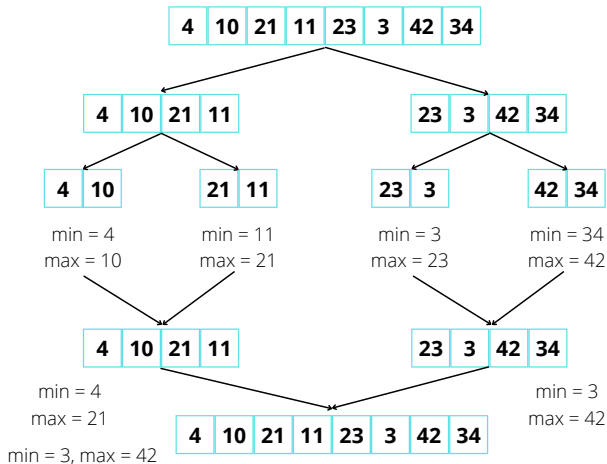 4 10 21 11 23 3 42 34
4 10 21 11
23 3 42 34
4 10
21 11
23 3
42 34
min = 4
max = 10
min = 11
max = 21
min = 3
max = 23
min = 34
max = 42
4 10 21 11
23 3 42 34
min = 4
max = 21
min = 3
max = 42
4 10 21 11 23 3 42 34
min = 3, max = 42